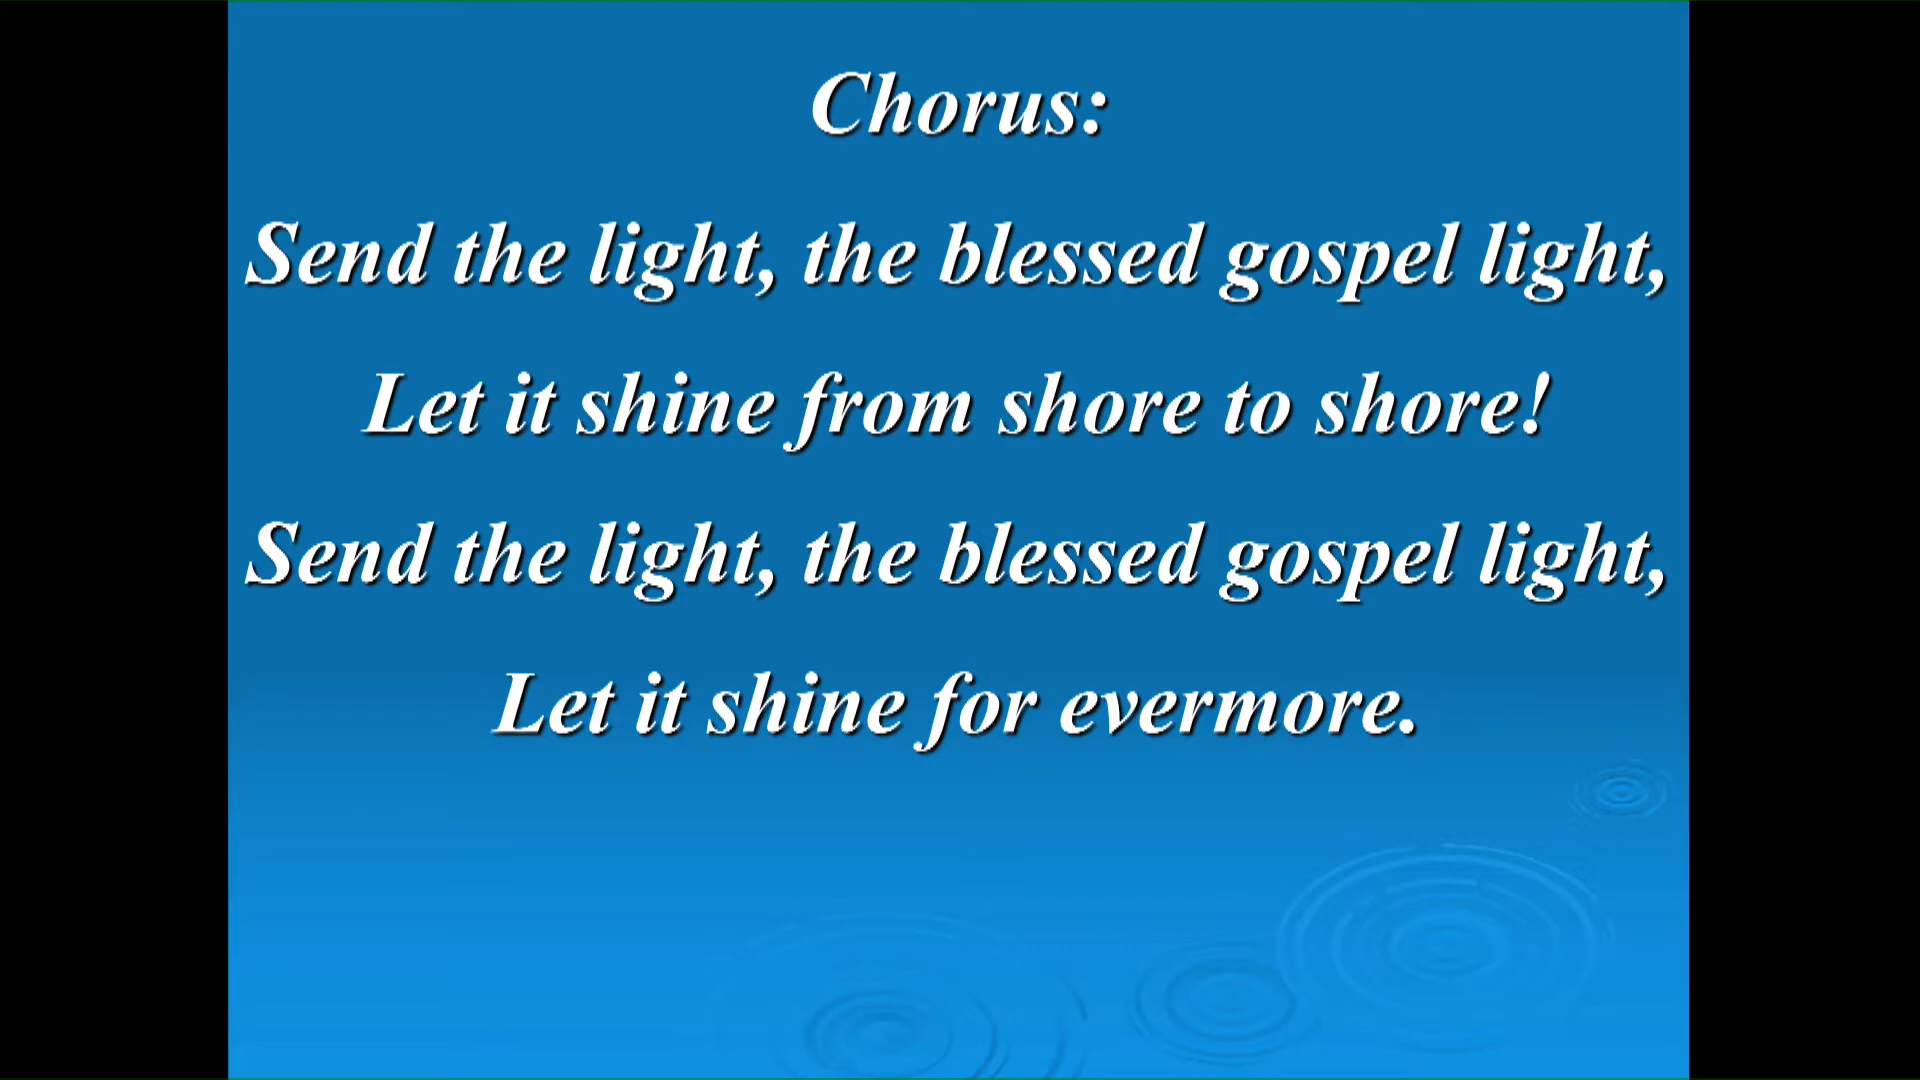 Chorus:
Send the light, the blessed gospel light,
Let it shine from shore to shore!
Send the light, the blessed gospel light,
Let it shine for evermore.